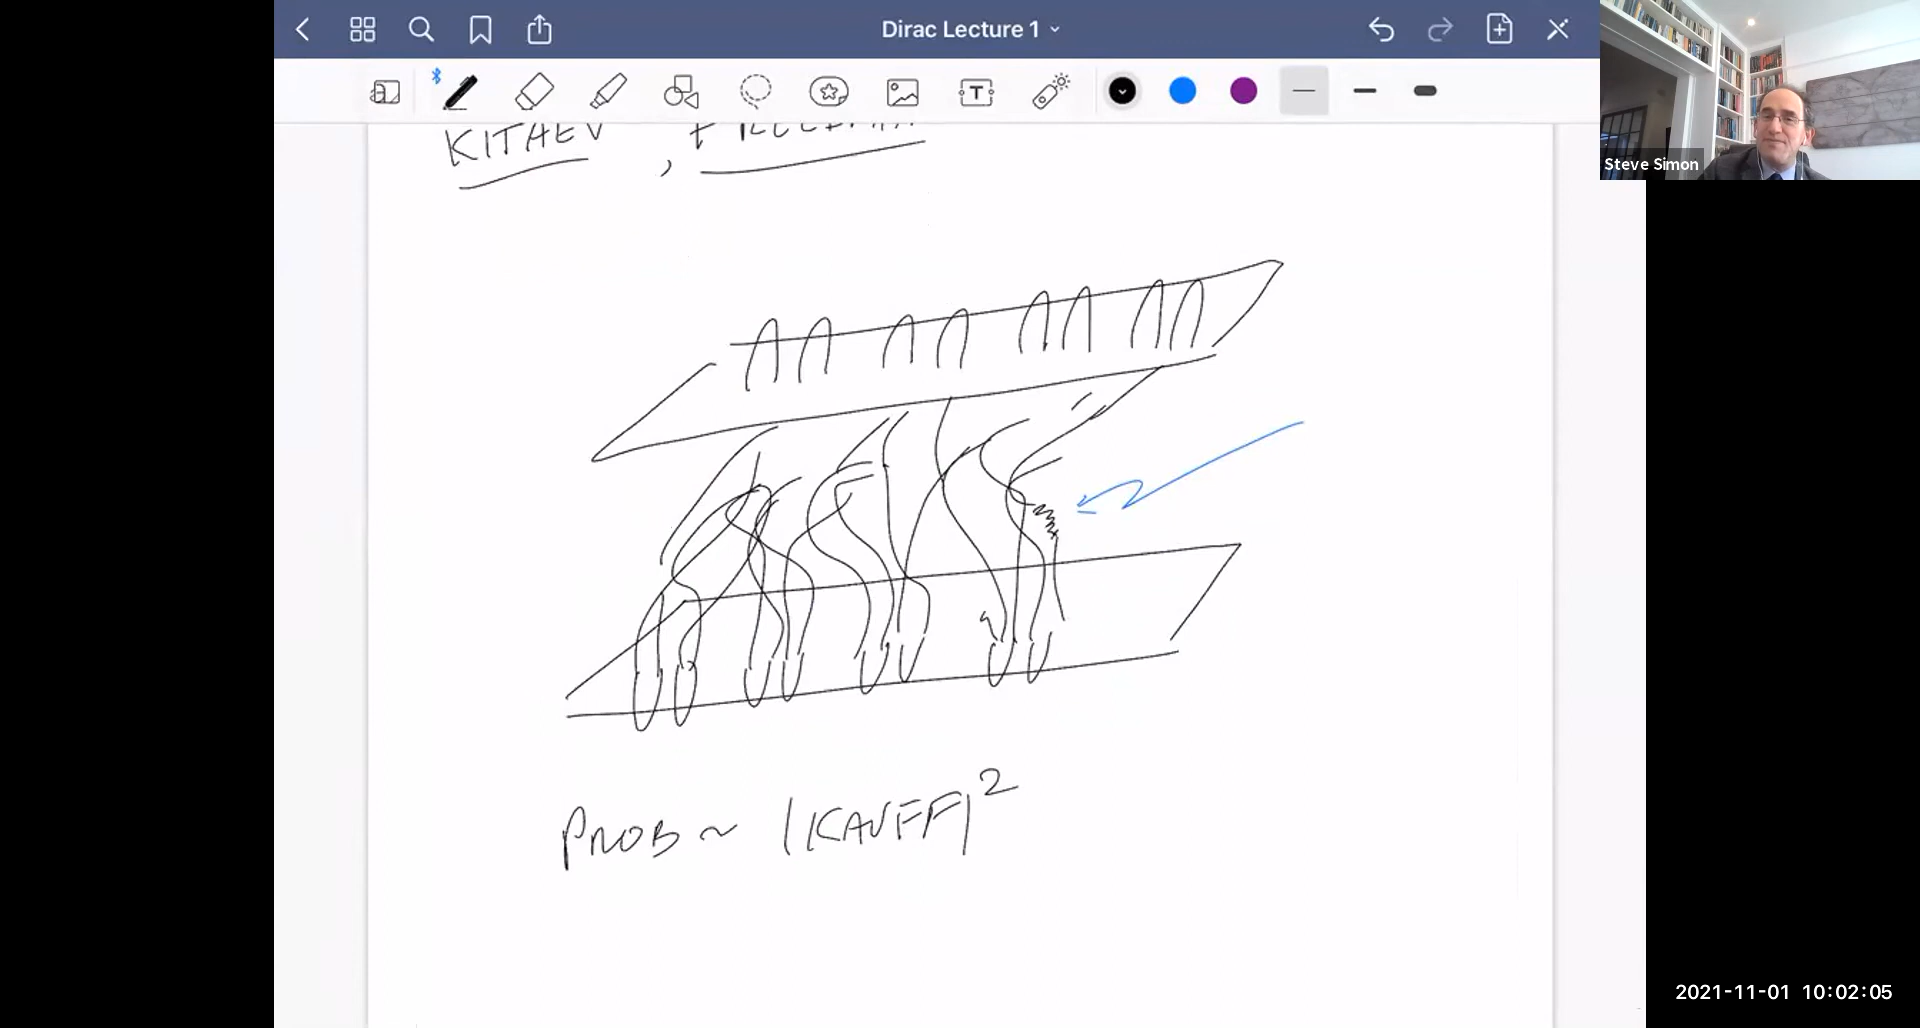 Dirac Lecture 1
T
Steve Simon
KITAEV ,
PROB ~ |KAUFF|²
2021-11-01 10:02:05